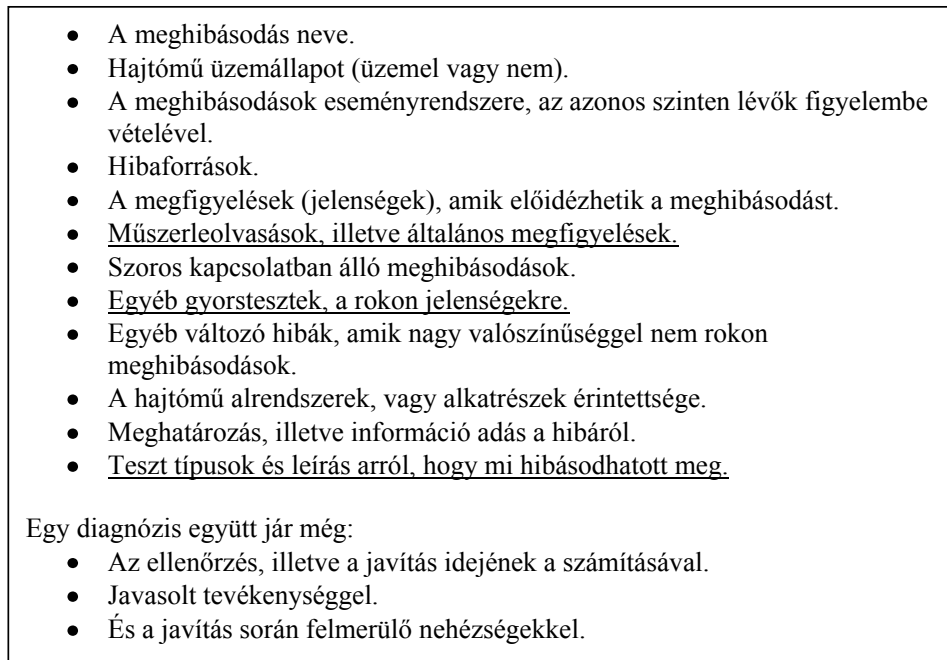 • A meghibásodás neve.
• Hajtómű üzemállapot (üzemel vagy nem).
• A meghibásodások eseményrendszere, az azonos szinten lévők figyelembe
vételével.
• Hibaforrások.
• A megfigyelések (jelenségek), amik előidézhetik a meghibásodást.
• Műszerleolvasások, illetve általános megfigyelések.
• Szoros kapcsolatban álló meghibásodások.
• Egyéb gyorstesztek, a rokon jelenségekre.
• Egyéb változó hibák, amik nagy valószínűséggel nem rokon
meghibásodások.
• A hajtómű alrendszerek, vagy alkatrészek érintettsége.
• Meghatározás, illetve információ adás a hibáról.
• Teszt típusok és leírás arról, hogy mi hibásodhatott meg.
Egy diagnózis együtt jár még:
• Az ellenőrzés, illetve a javítás idejének a számításával.
• Javasolt tevékenységgel.
• És a javítás során felmerülő nehézségekkel.